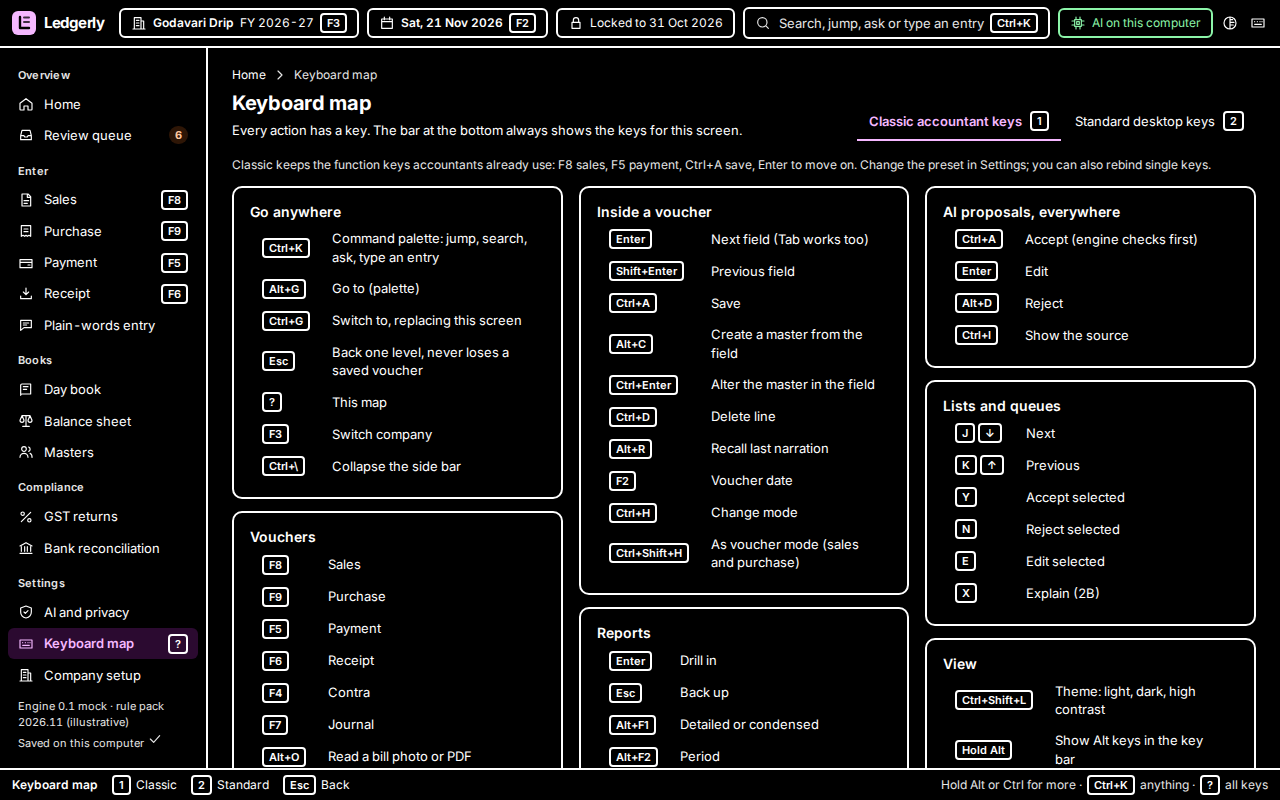 Ledgerly
Godavari Drip FY 2026-27 F3
Sat, 21 Nov 2026 F2
Locked to 31 Oct 2026
Search, jump, ask or type an entry Ctrl+K
AI on this computer
Overview
Home
Review queue 6
Enter
Sales F8
Purchase F9
Payment F5
Receipt F6
Plain-words entry
Books
Day book
Balance sheet
Masters
Compliance
GST returns
Bank reconciliation
Settings
AI and privacy
Keyboard map ?
Company setup
Engine 0.1 mock · rule pack
2026.11 (illustrative)
Saved on this computer
Home > Keyboard map
Keyboard map
Every action has a key. The bar at the bottom always shows the keys for this screen.
Classic accountant keys 1
Standard desktop keys 2
Classic keeps the function keys accountants already use: F8 sales, F5 payment, Ctrl+A save, Enter to move on. Change the preset in Settings; you can also rebind single keys.
Go anywhere
Ctrl+K Command palette: jump, search,
ask, type an entry
Alt+G Go to (palette)
Ctrl+G Switch to, replacing this screen
Esc Back one level, never loses a
saved voucher
? This map
F3 Switch company
Ctrl+\ Collapse the side bar
Vouchers
F8 Sales
F9 Purchase
F5 Payment
F6 Receipt
F4 Contra
F7 Journal
Alt+O Read a bill photo or PDF
Inside a voucher
Enter Next field (Tab works too)
Shift+Enter Previous field
Ctrl+A Save
Alt+C Create a master from the
field
Ctrl+Enter Alter the master in the field
Ctrl+D Delete line
Alt+R Recall last narration
F2 Voucher date
Ctrl+H Change mode
Ctrl+Shift+H As voucher mode (sales
and purchase)
Reports
Enter Drill in
Esc Back up
Alt+F1 Detailed or condensed
Alt+F2 Period
AI proposals, everywhere
Ctrl+A Accept (engine checks first)
Enter Edit
Alt+D Reject
Ctrl+I Show the source
Lists and queues
J ↓ Next
K ↑ Previous
Y Accept selected
N Reject selected
E Edit selected
X Explain (2B)
View
Ctrl+Shift+L Theme: light, dark, high
contrast
Hold Alt Show Alt keys in the key
bar
Keyboard map 1 Classic 2 Standard Esc Back
Hold Alt or Ctrl for more · Ctrl+K anything · ? all keys